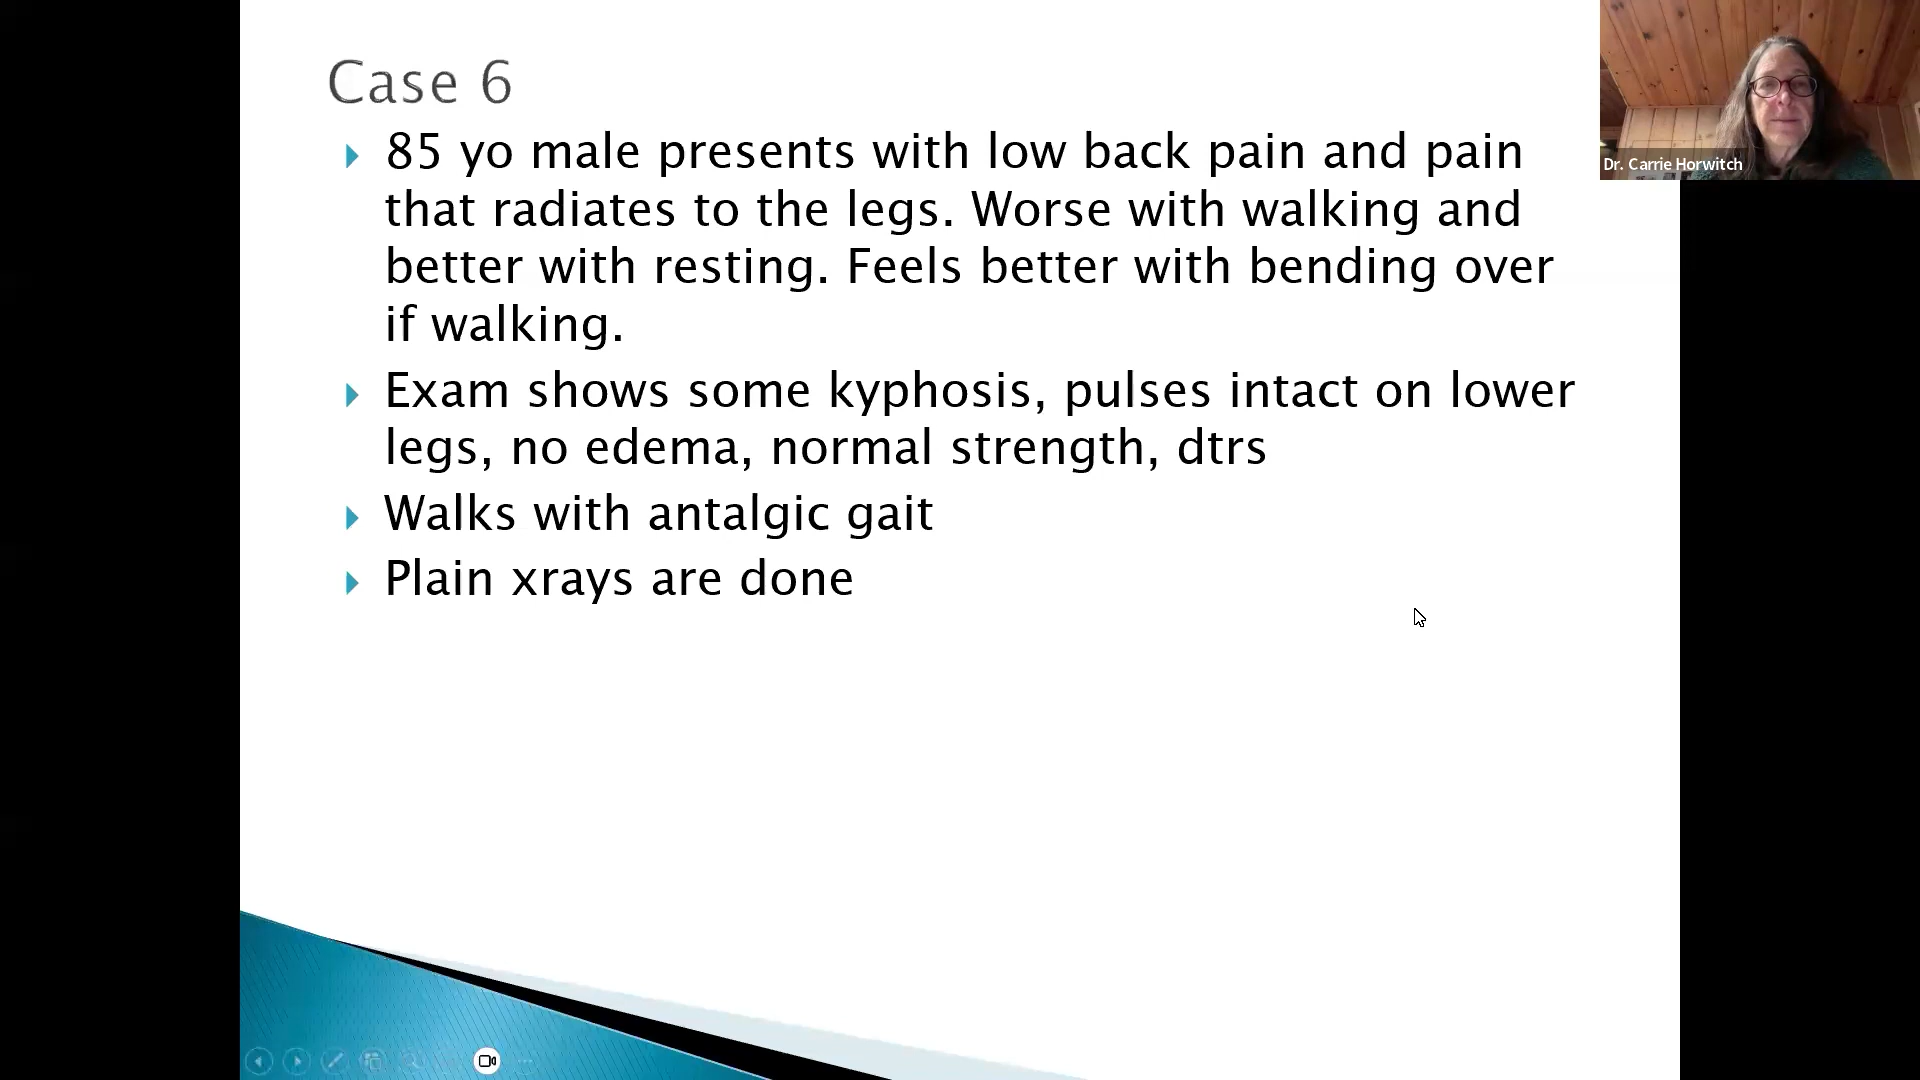 Case 6
85 yo male presents with low back pain and pain
that radiates to the legs. Worse with walking and
better with resting. Feels better with bending over
if walking.
Exam shows some kyphosis, pulses intact on lower
legs, no edema, normal strength, dtrs
Walks with antalgic gait
Plain xrays are done
Dr. Carrie Horwitch